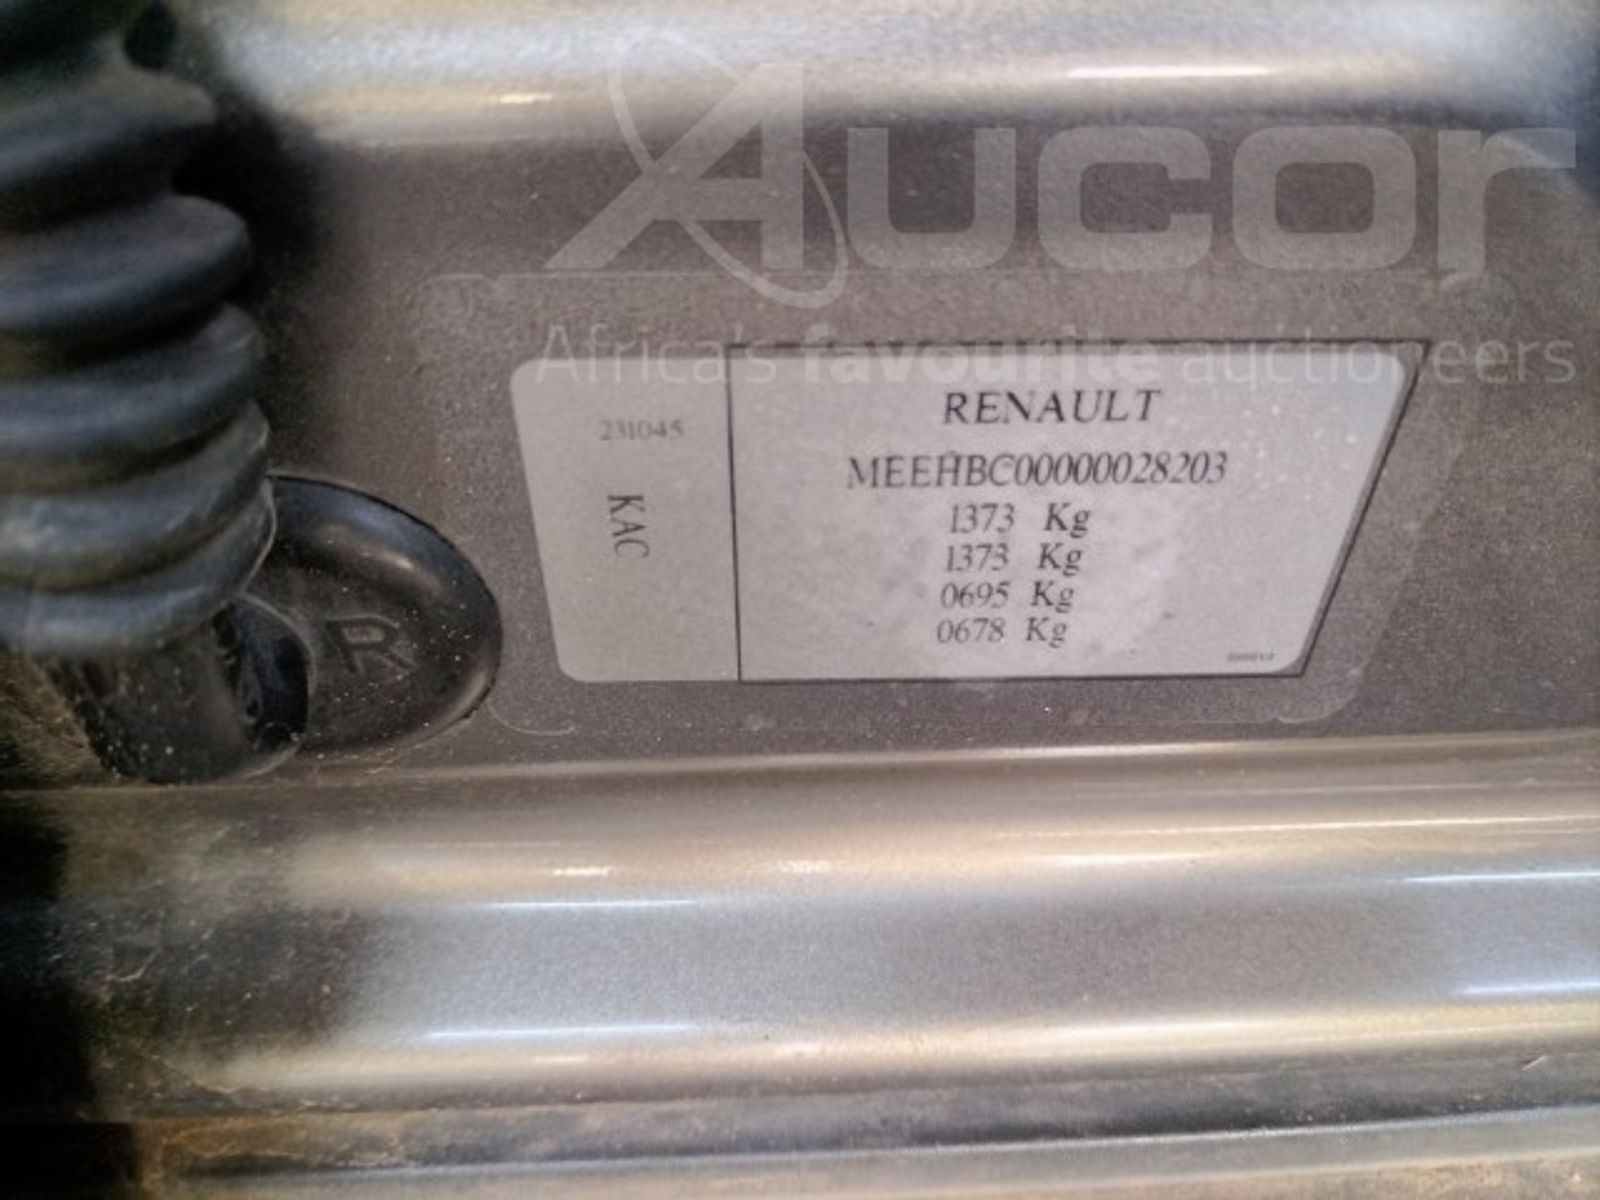 Aucor
Africa's favourite auctioneers
231045
KAC
RENAULT
MEEHBC00000028203
1373 Kg
1373 Kg
0695 Kg
0678 Kg
R